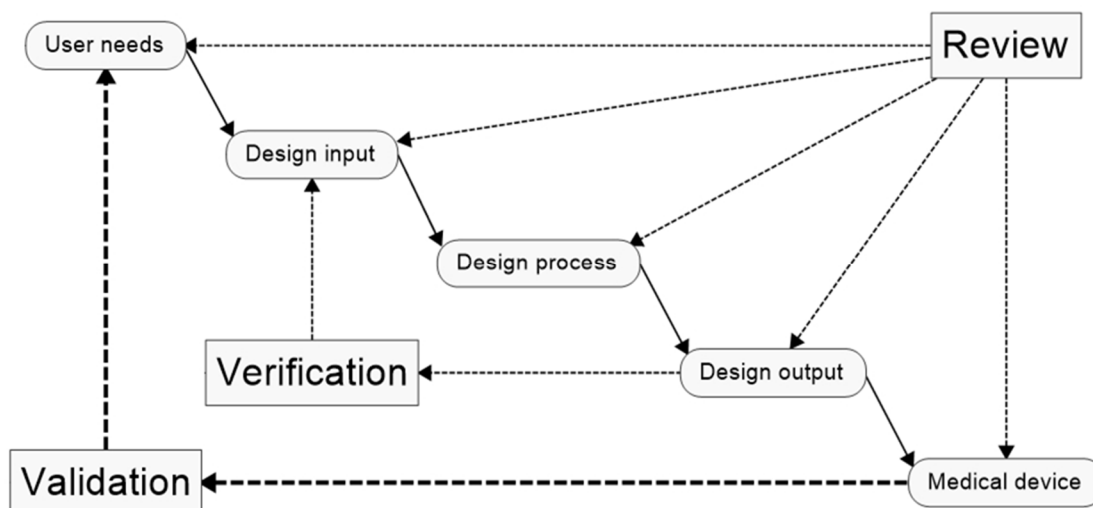 User needs
Review
Design input
Design process
Verification
Design output
Validation
Medical device